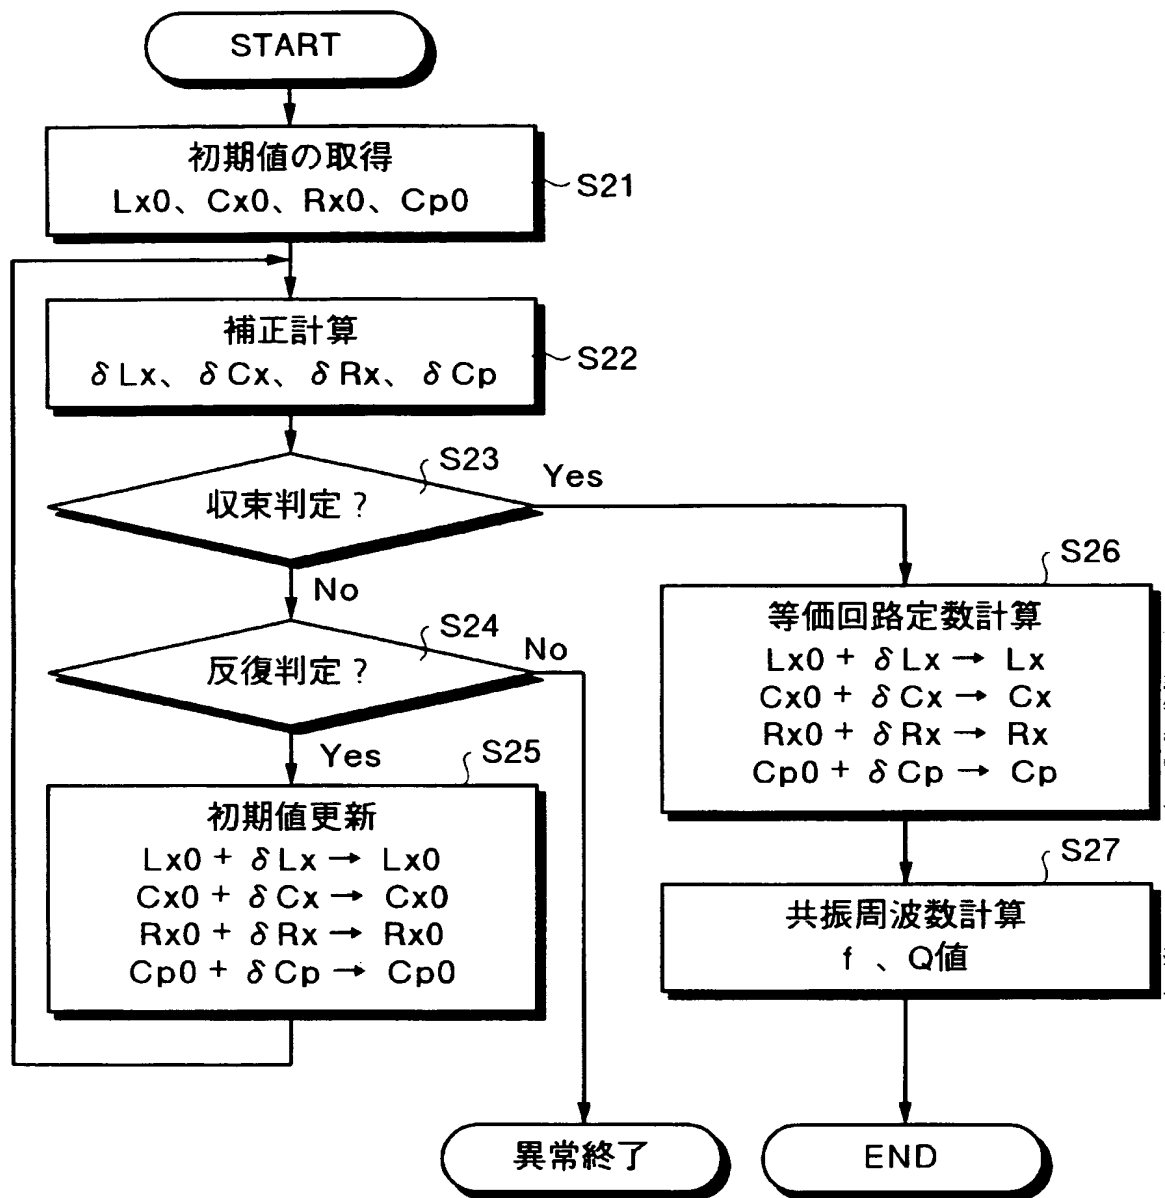 START
初期値の取得
Lx0、Cx0、Rx0、Cp0
S21
補正計算
δLx、δCx、δRx、δCp
S22
S23
収束判定？
Yes
No
S24
反復判定？
No
Yes
S25
初期値更新
Lx0 + δLx → Lx0
Cx0 + δCx → Cx0
Rx0 + δRx → Rx0
Cp0 + δCp → Cp0
S26
等価回路定数計算
Lx0 + δLx → Lx
Cx0 + δCx → Cx
Rx0 + δRx → Rx
Cp0 + δCp → Cp
S27
共振周波数計算
f 、Q値
異常終了
END